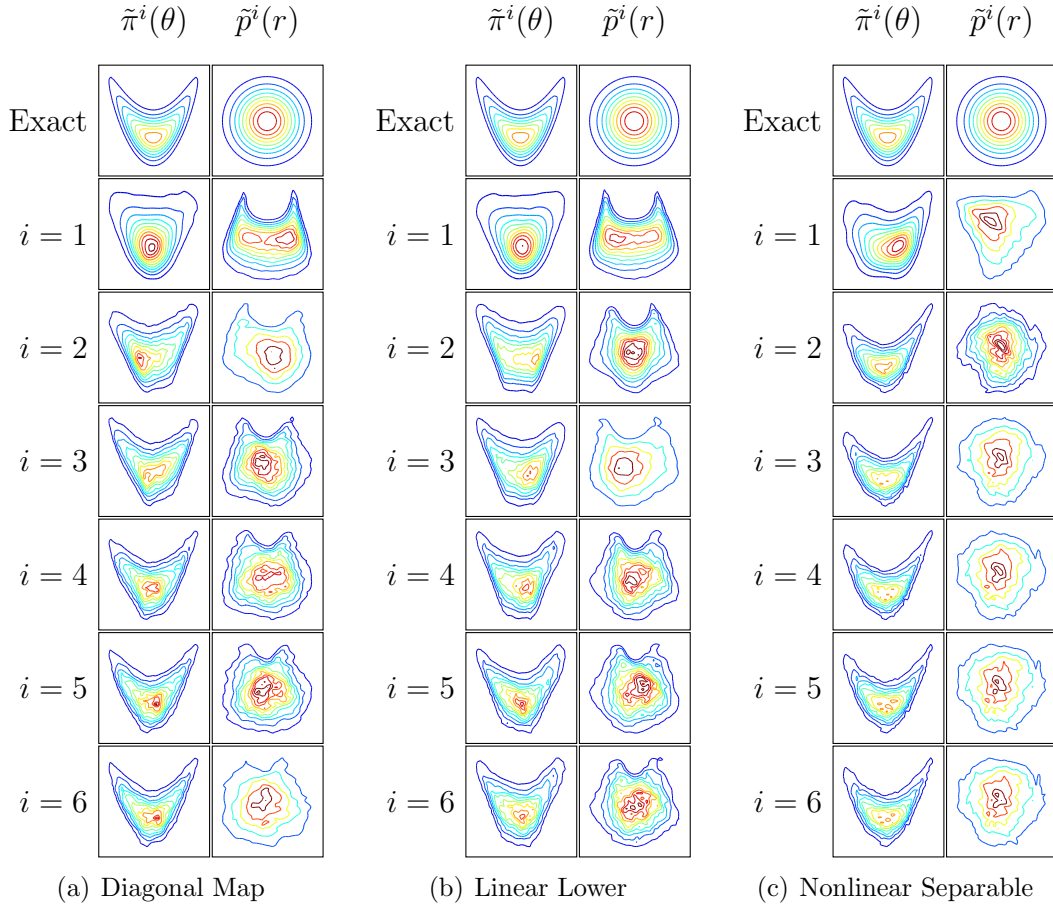 π̃ⁱ(θ) p̃ⁱ(r) π̃ⁱ(θ) p̃ⁱ(r) π̃ⁱ(θ) p̃ⁱ(r)
Exact (b) Exact (c) Exact
i = 1 i = 1 i = 1
i = 2 i = 2 i = 2
i = 3 i = 3 i = 3
i = 4 i = 4 i = 4
i = 5 i = 5 i = 5
i = 6 i = 6 i = 6
(a) Diagonal Map (b) Linear Lower (c) Nonlinear Separable